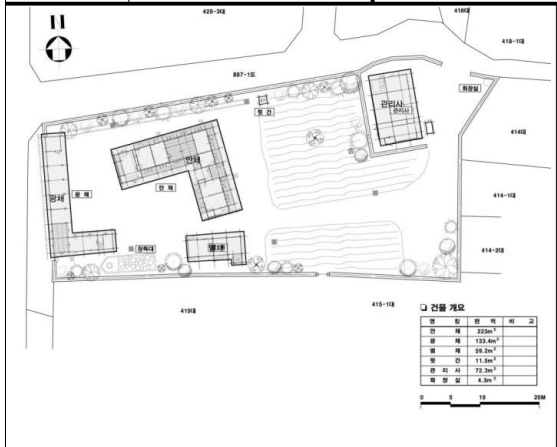 420-3대
418대
418-1대
887-1도
화장실
관리사
관리사
뒷간
414대
안채
안 채
광채
광 채
414-1대
별채
장독대
414-2대
415대
415-1대
건물 개요
명 칭 면 적 비 고
안 채 223m²
광 채 133.4m²
별 채 59.2m²
뒷 간 11.5m²
관 리 사 72.3m²
화 장 실 4.3m²
0 5 10 20M